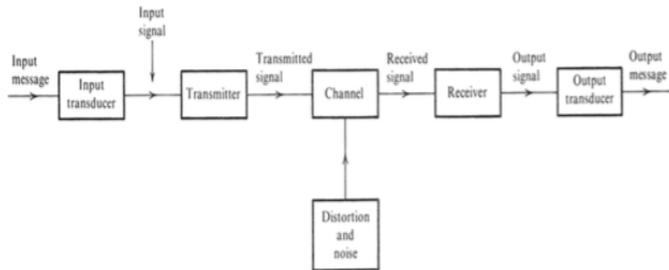 Input
signal
Input
message
Input
transducer
Transmitter
Transmitted
signal
Channel
Received
signal
Receiver
Output
signal
Output
transducer
Output
message
Distortion
and
noise